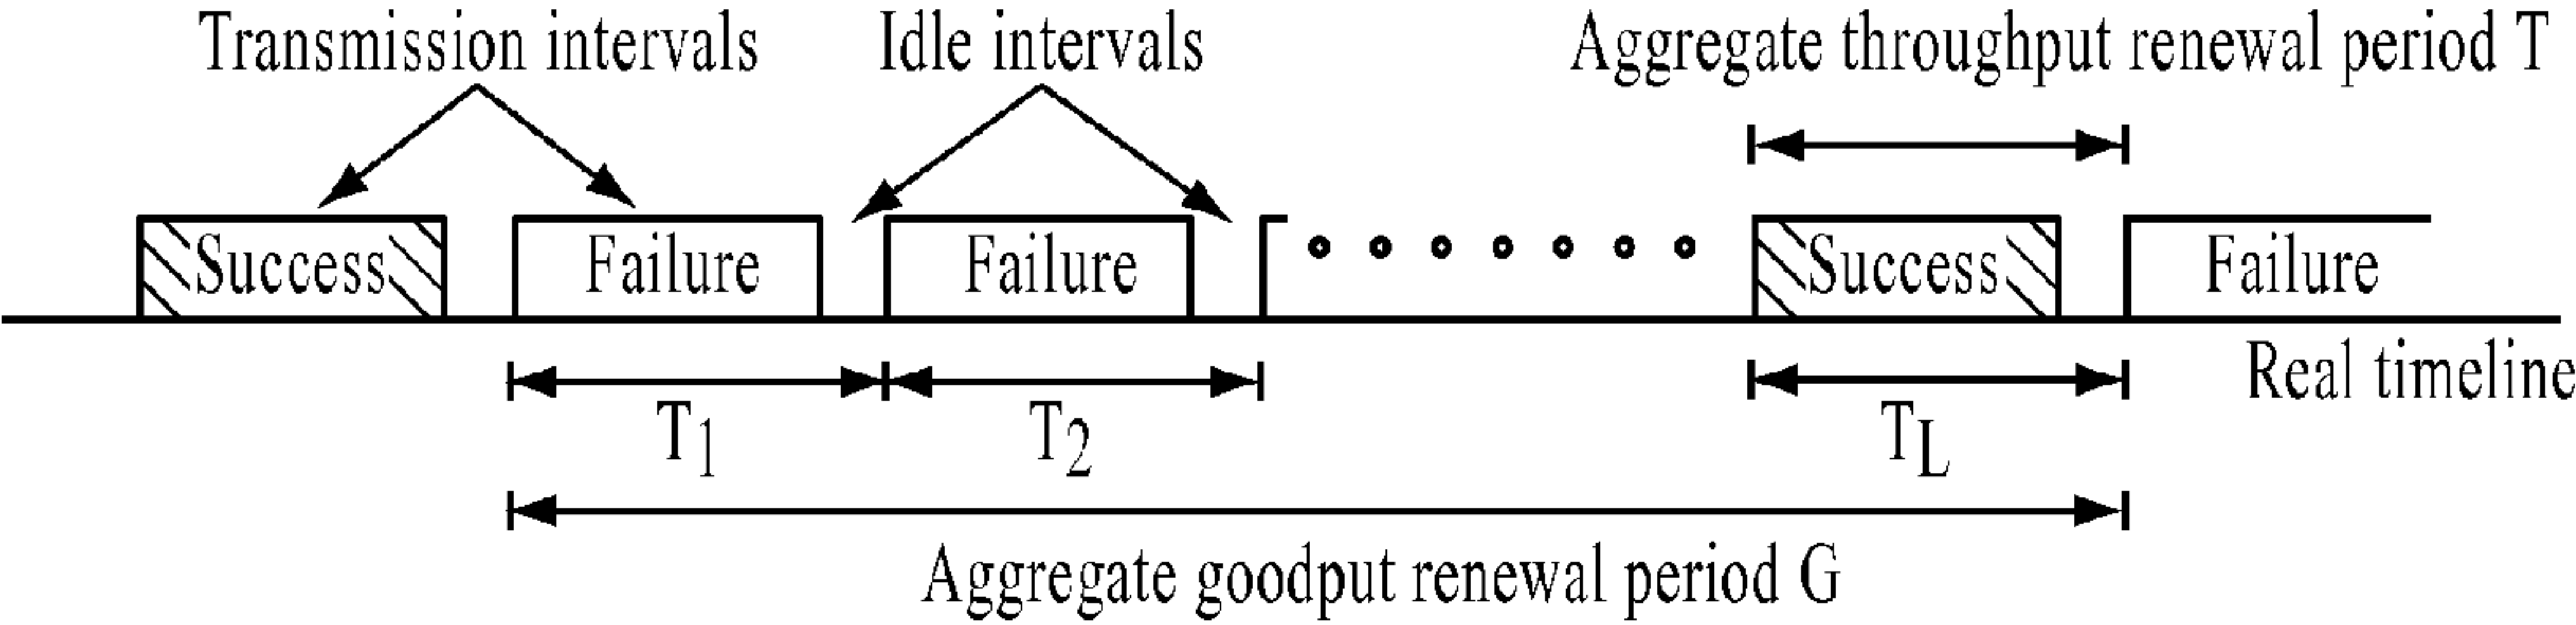 Transmission intervals
Idle intervals
Aggregate throughput renewal period T
Success
Failure
Failure
Success
Failure
Real timeline
T1
T2
TL
Aggregate goodput renewal period G